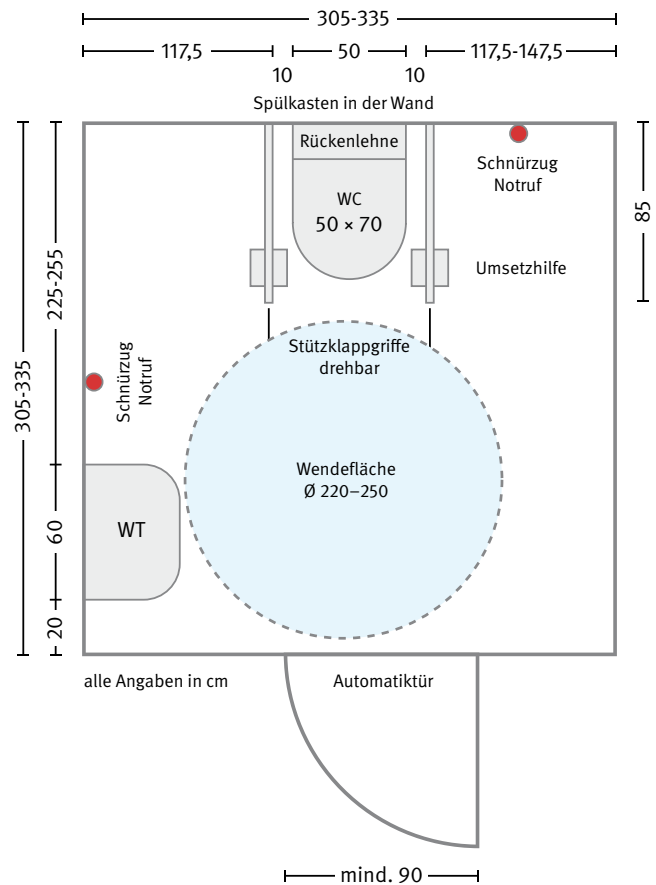 305-335
117,5
50
117,5-147,5
10
10
Spülkasten in der Wand
Rückenlehne
WC
50 × 70
Schnürzug
Notruf
85
Umsetzhilfe
225-255
305-335
Stützklappgriffe
drehbar
Schnürzug
Notruf
Wendefläche
Ø 220–250
WT
60
20
alle Angaben in cm
Automatiktür
mind. 90